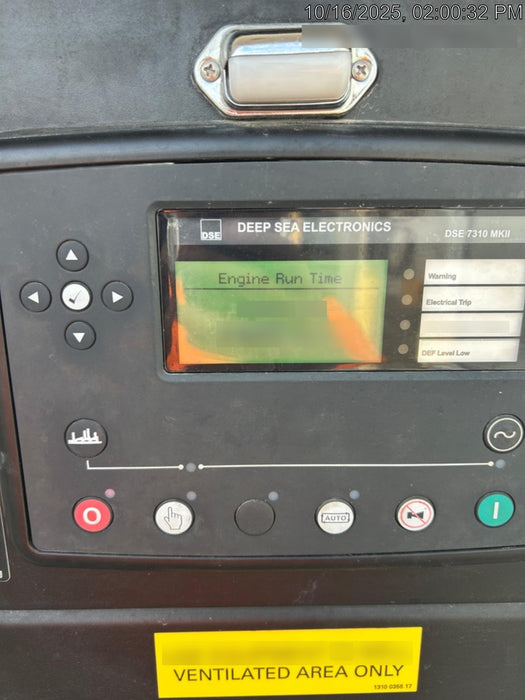 10/16/2025, 02:00:32 PM
DSE
DEEP SEA ELECTRONICS
DSE 7310 MKII
Engine Run Time
Warning
Electrical Trip
DEF Level Low
O
AUTO
I
VENTILATED AREA ONLY
1310 0366 17